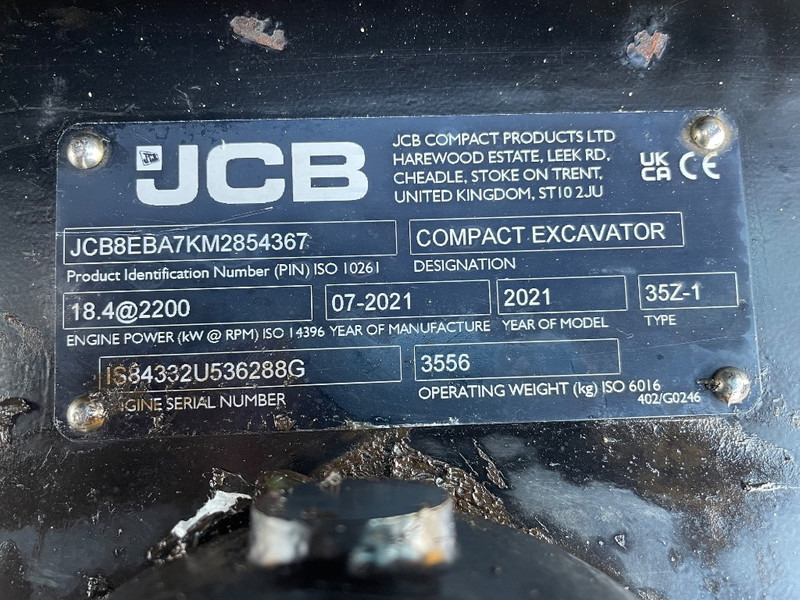 JCB
JCB COMPACT PRODUCTS LTD
HAREWOOD ESTATE, LEEK RD,
CHEADLE, STOKE ON TRENT,
UNITED KINGDOM, ST10 2JU
UK
CA CE
JCB8EBA7KM2854367
Product Identification Number (PIN) ISO 10261
COMPACT EXCAVATOR
DESIGNATION
18.4@2200
ENGINE POWER (kW @ RPM) ISO 14396
07-2021
YEAR OF MANUFACTURE
2021
YEAR OF MODEL
35Z-1
TYPE
IS84332U536288G
GINE SERIAL NUMBER
3556
OPERATING WEIGHT (kg) ISO 6016
402/G0246